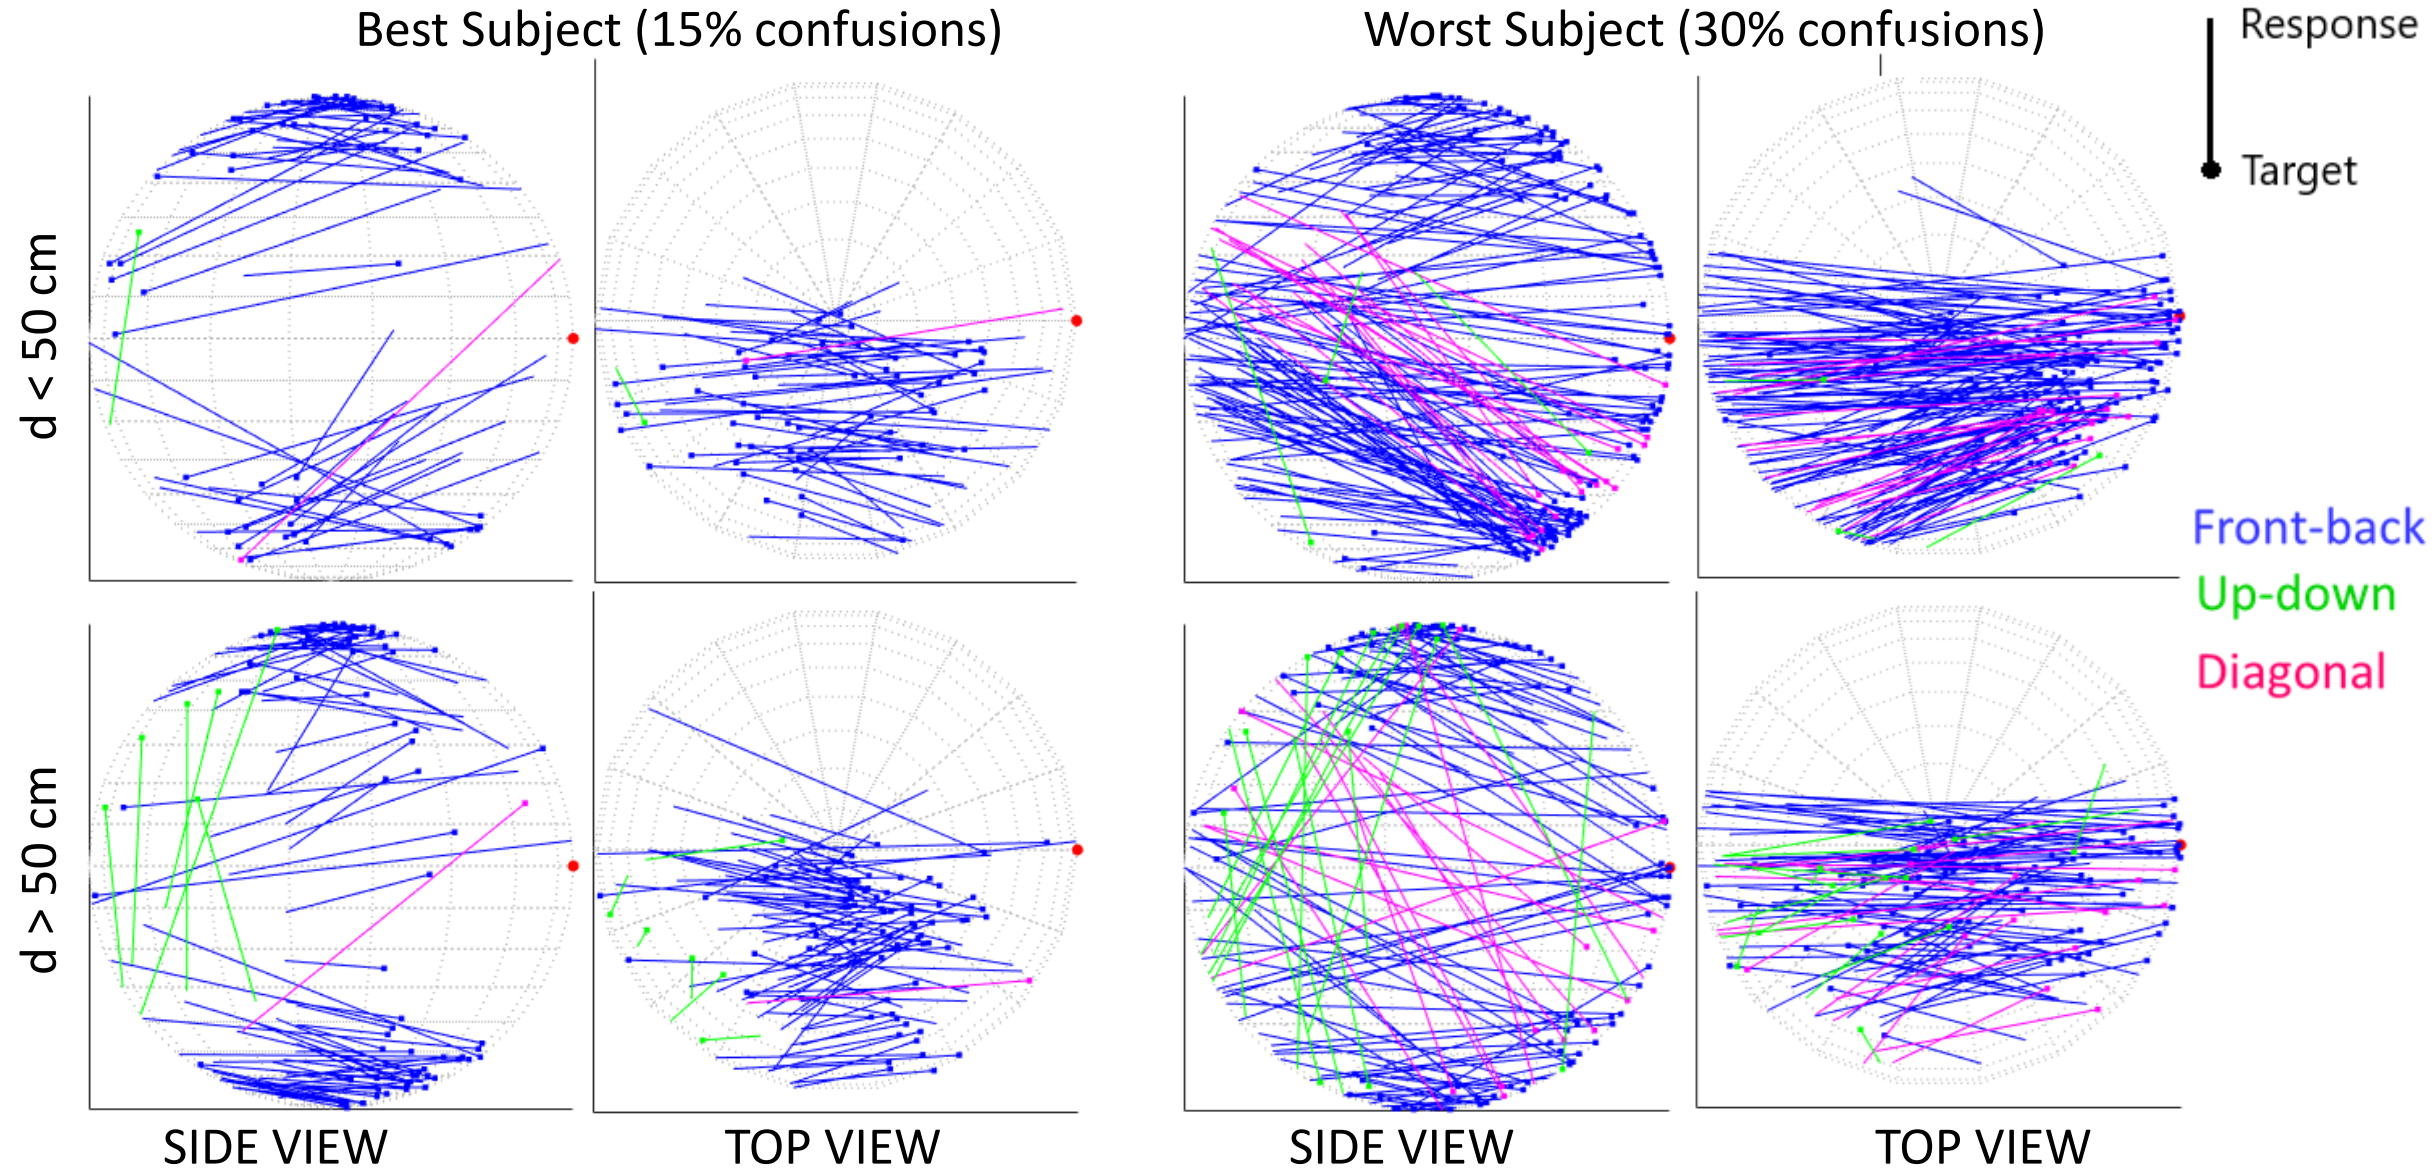 Best Subject (15% confusions)
Worst Subject (30% confusions)
Response
Target
d < 50 cm
Front-back
Up-down
Diagonal
d > 50 cm
SIDE VIEW
TOP VIEW
SIDE VIEW
TOP VIEW